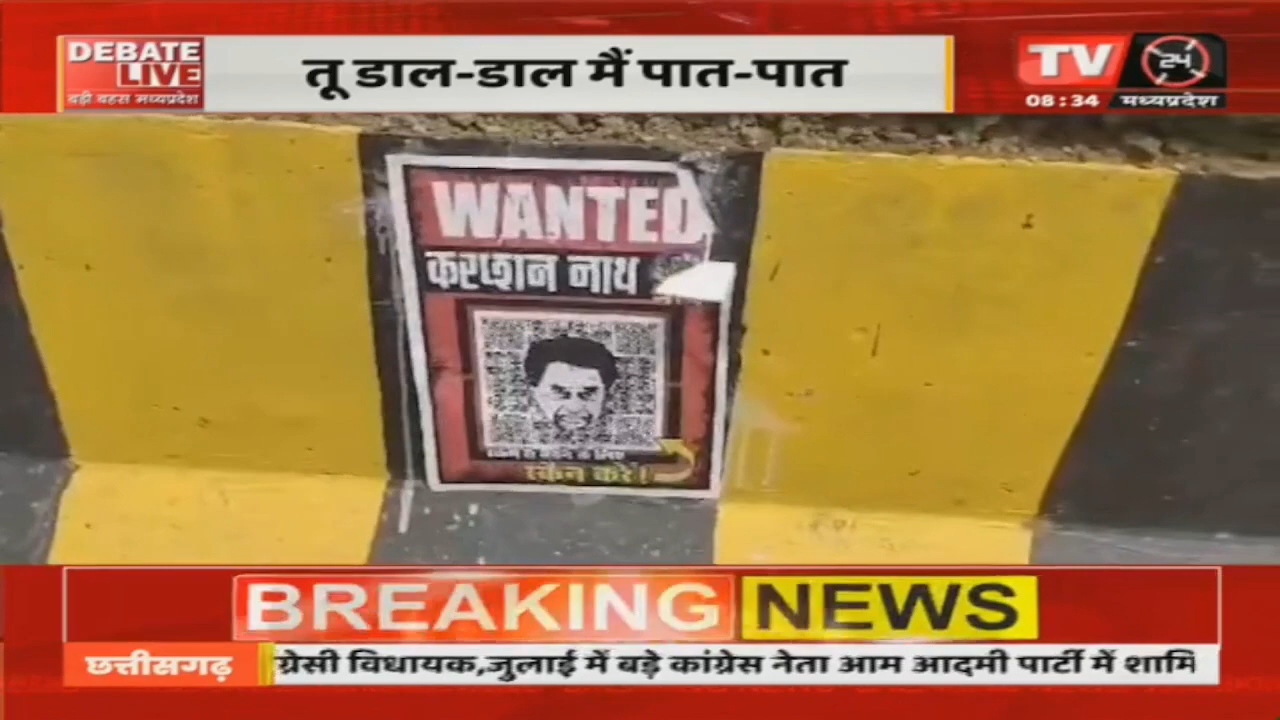 DEBATE
LIVE
बड़ी बहस मध्यप्रदेश
तू डाल-डाल मैं पात-पात
TV 24
08:34 मध्यप्रदेश
WANTED
करप्शन नाथ
के लिए
स्कैन करें।
BREAKING NEWS
छत्तीसगढ़
ग्रेसी विधायक,जुलाई में बड़े कांग्रेस नेता आम आदमी पार्टी में शामि